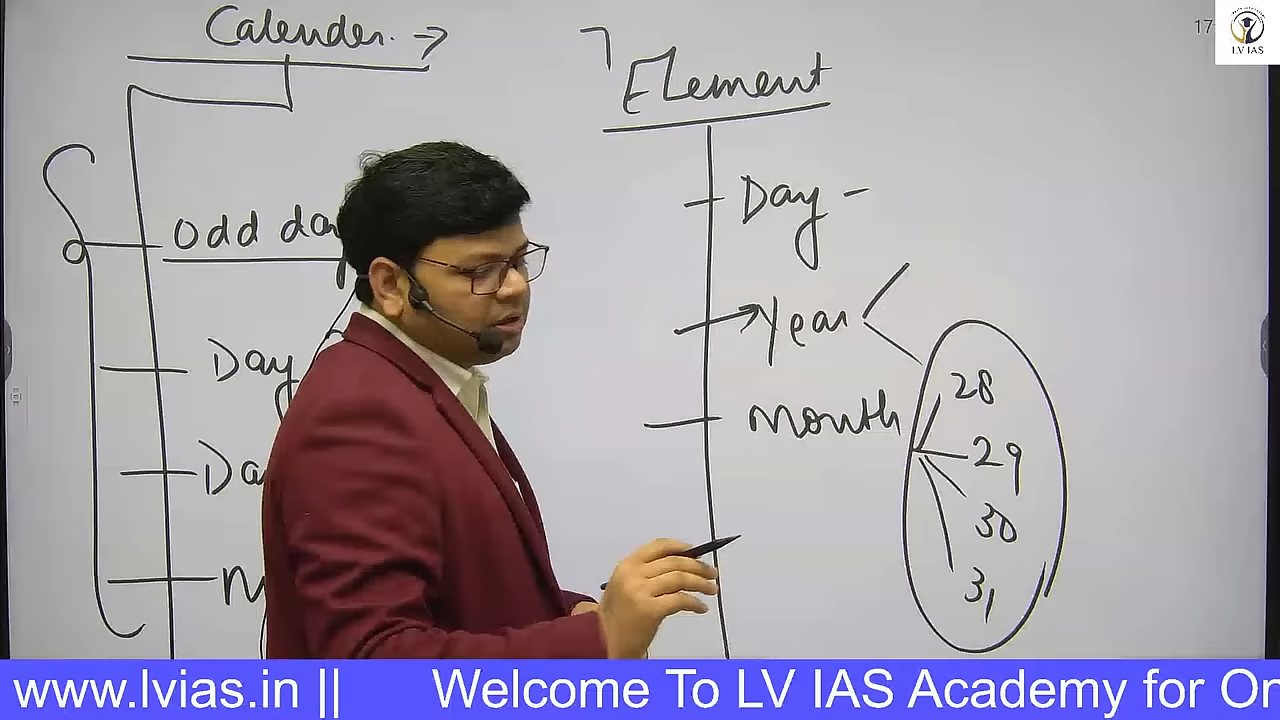 Calender. →
Odd day
Day
Da
Element
Day -
Year
Month
28
29
30
31
17
LV IAS
www.lvias.in || Welcome To LV IAS Academy for On